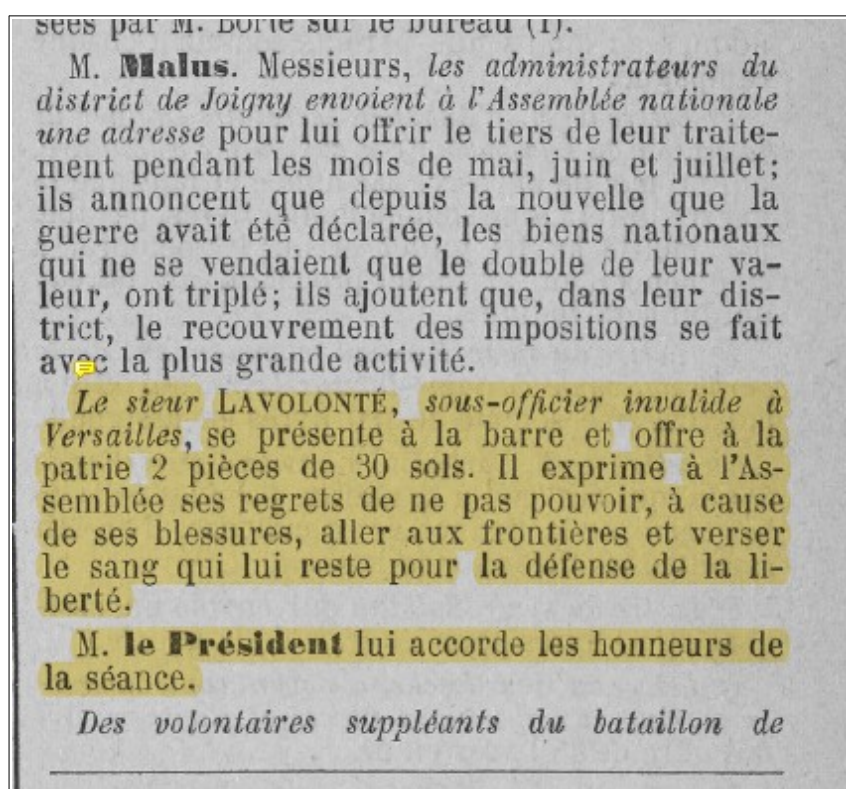 sées par M. Borie sur le bureau (1).
M. Malus. Messieurs, les administrateurs du
district de Joigny envoient à l'Assemblée nationale
une adresse pour lui offrir le tiers de leur traite-
ment pendant les mois de mai, juin et juillet;
ils annoncent que depuis la nouvelle que la
guerre avait été déclarée, les biens nationaux
qui ne se vendaient que le double de leur va-
leur, ont triplé; ils ajoutent que, dans leur dis-
trict, le recouvrement des impositions se fait
avec la plus grande activité.
Le sieur LAVOLONTÉ, sous-officier invalide à
Versailles, se présente à la barre et offre à la
patrie 2 pièces de 30 sols. Il exprime à l'As-
semblée ses regrets de ne pas pouvoir, à cause
de ses blessures, aller aux frontières et verser
le sang qui lui reste pour la défense de la li-
berté.
M. le Président lui accorde les honneurs de
la séance.
Des volontaires suppléants du bataillon de